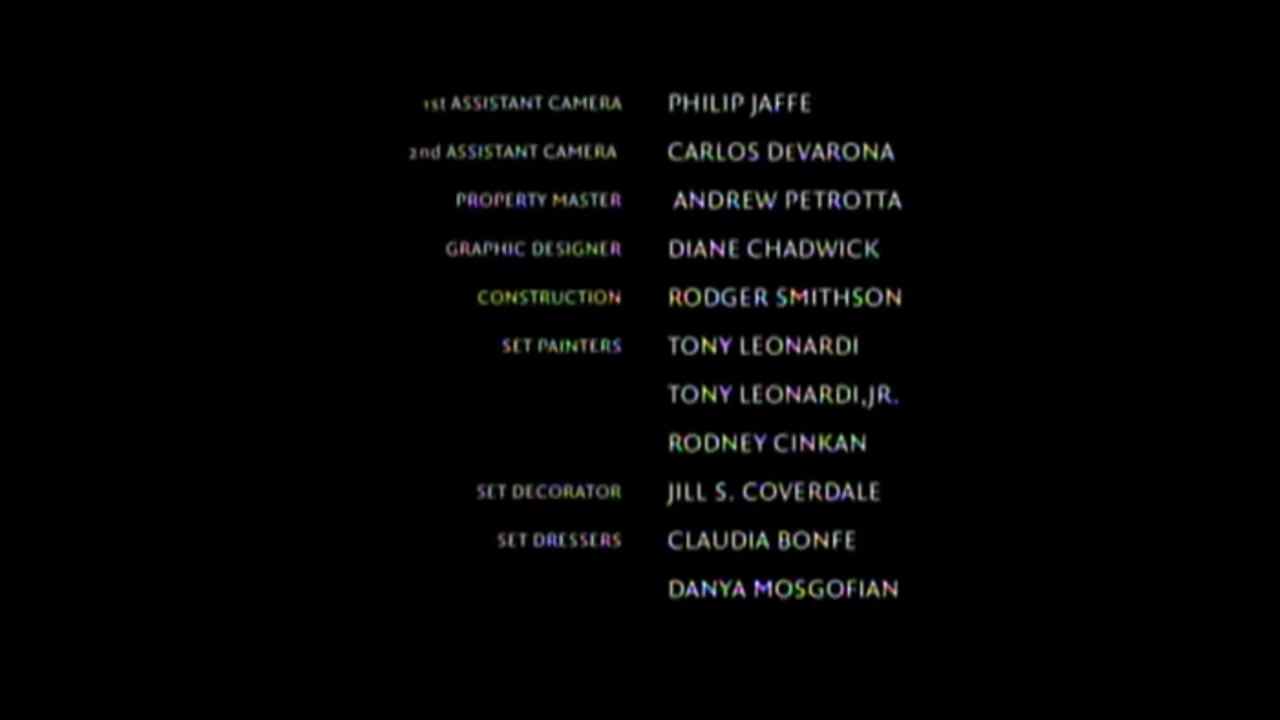 1st ASSISTANT CAMERA PHILIP JAFFE
2nd ASSISTANT CAMERA CARLOS DEVARONA
PROPERTY MASTER ANDREW PETROTTA
GRAPHIC DESIGNER DIANE CHADWICK
CONSTRUCTION RODGER SMITHSON
SET PAINTERS TONY LEONARDI
TONY LEONARDI,JR.
RODNEY CINKAN
SET DECORATOR JILL S. COVERDALE
SET DRESSERS CLAUDIA BONFE
DANYA MOSGOFIAN